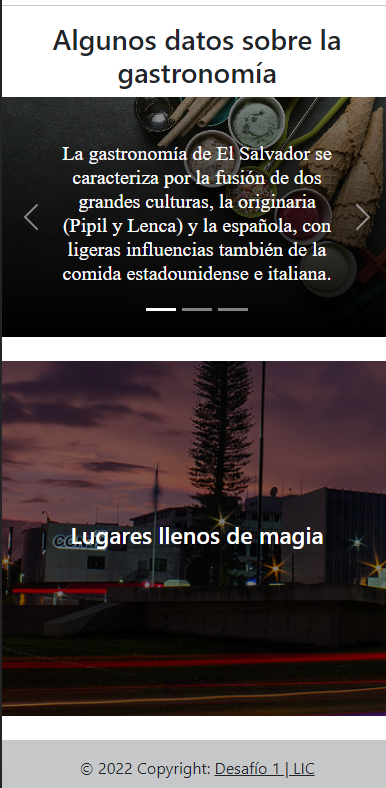 Algunos datos sobre la
gastronomía
La gastronomía de El Salvador se
caracteriza por la fusión de dos
grandes culturas, la originaria
(Pipil y Lenca) y la española, con
ligeras influencias también de la
comida estadounidense e italiana.
Lugares llenos de magia
© 2022 Copyright: Desafío 1 | LIC